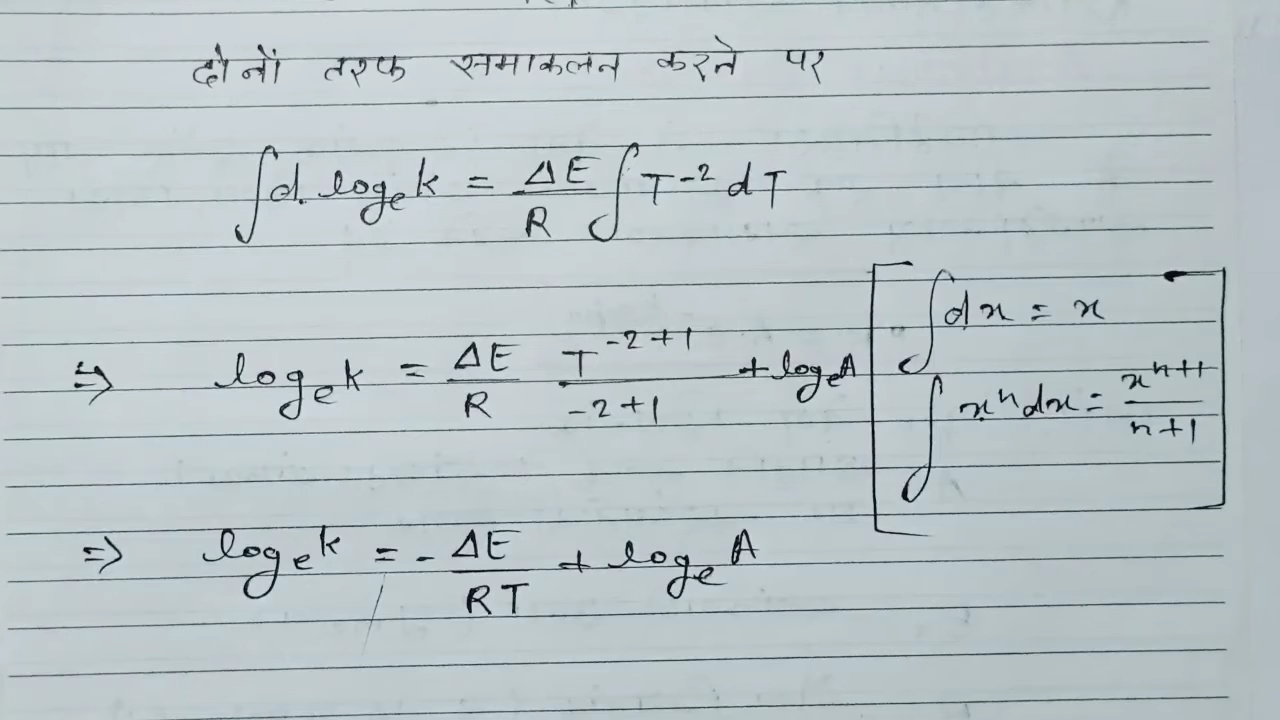 दोनों तरफ समाकलन करने पर
∫d. logₑk = ΔE/R ∫T⁻² dT
⇒ logₑk = ΔE/R T⁻²⁺¹/-2+1 + logₑA
∫dx = x
∫xⁿdx = xⁿ⁺¹/n+1
⇒ logₑk = - ΔE/RT + logₑA